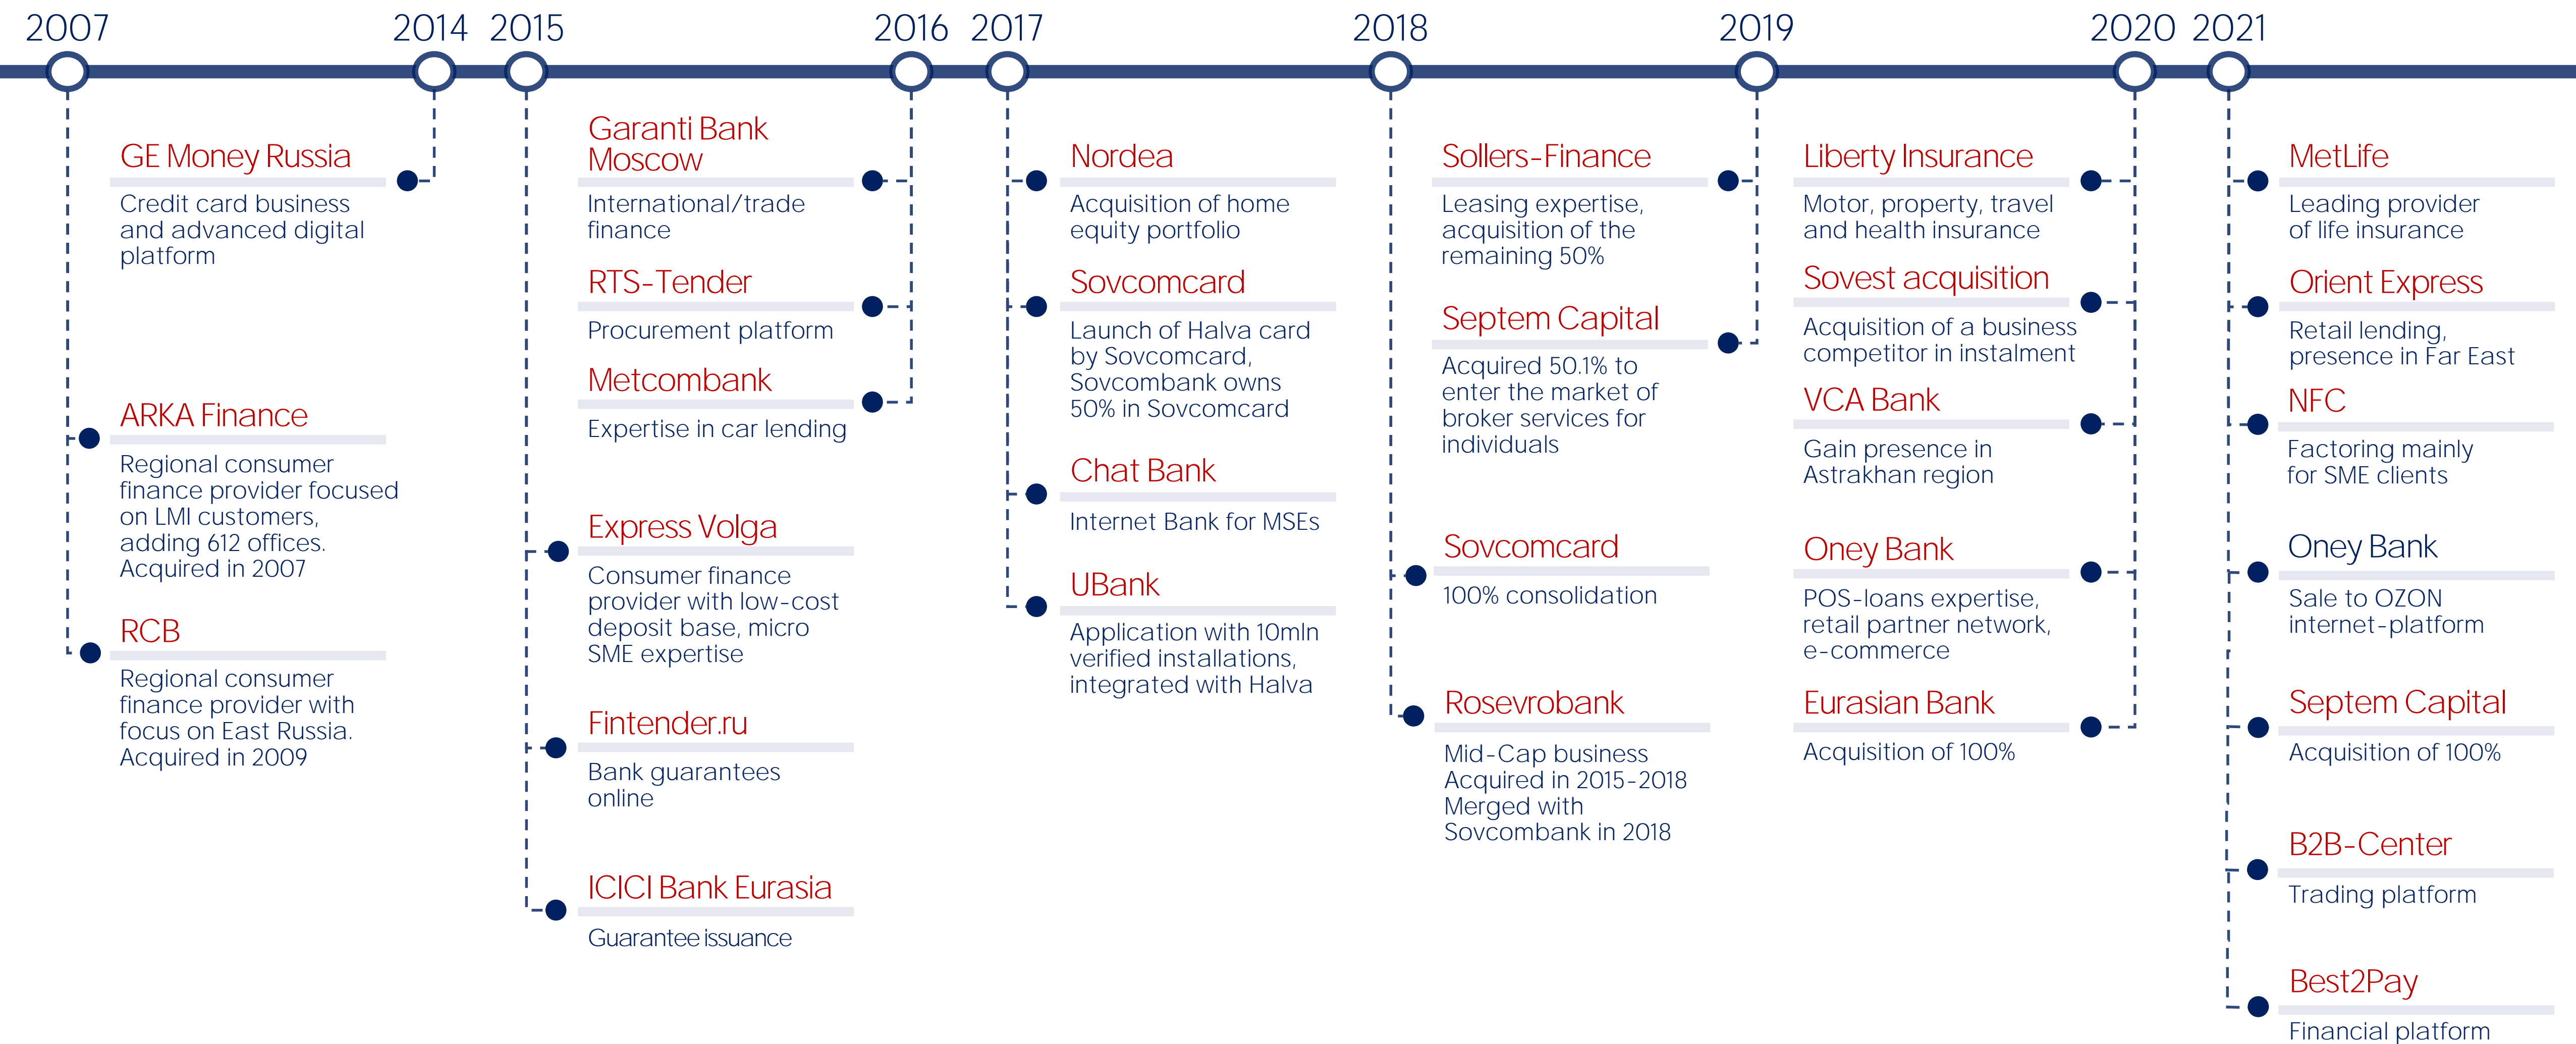 2007
2014
2015
2016
2017
2018
2019
2020
2021
GE Money Russia
Credit card business
and advanced digital
platform
ARKA Finance
Regional consumer
finance provider focused
on LMI customers,
adding 612 offices.
Acquired in 2007
RCB
Regional consumer
finance provider with
focus on East Russia.
Acquired in 2009
Garanti Bank
Moscow
International/trade
finance
RTS-Tender
Procurement platform
Metcombank
Expertise in car lending
Express Volga
Consumer finance
provider with low-cost
deposit base, micro
SME expertise
Fintender.ru
Bank guarantees
online
ICICI Bank Eurasia
Guarantee issuance
Nordea
Acquisition of home
equity portfolio
Sovcomcard
Launch of Halva card
by Sovcomcard,
Sovcombank owns
50% in Sovcomcard
Chat Bank
Internet Bank for MSEs
UBank
Application with 10mln
verified installations,
integrated with Halva
Sollers-Finance
Leasing expertise,
acquisition of the
remaining 50%
Septem Capital
Acquired 50.1% to
enter the market of
broker services for
individuals
Sovcomcard
100% consolidation
Rosevrobank
Mid-Cap business
Acquired in 2015-2018
Merged with
Sovcombank in 2018
Liberty Insurance
Motor, property, travel
and health insurance
Sovest acquisition
Acquisition of a business
competitor in instalment
VCA Bank
Gain presence in
Astrakhan region
Oney Bank
POS-loans expertise,
retail partner network,
e-commerce
Eurasian Bank
Acquisition of 100%
MetLife
Leading provider
of life insurance
Orient Express
Retail lending,
presence in Far East
NFC
Factoring mainly
for SME clients
Oney Bank
Sale to OZON
internet-platform
Septem Capital
Acquisition of 100%
B2B-Center
Trading platform
Best2Pay
Financial platform